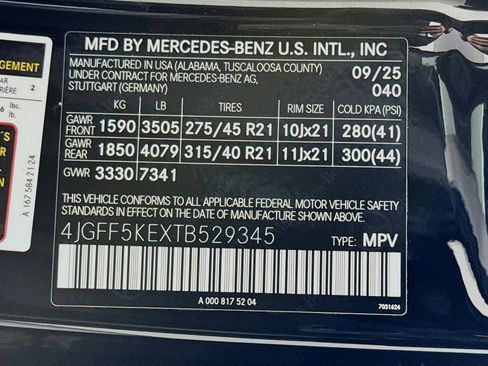 MFD BY MERCEDES-BENZ U.S. INTL., INC
MANUFACTURED IN USA (ALABAMA, TUSCALOOSA COUNTY)
UNDER CONTRACT FOR MERCEDES-BENZ AG,
STUTTGART (GERMANY)
09/25
040
KG LB TIRES RIM SIZE COLD KPA (PSI)
GAWR FRONT 1590 3505 275/45 R21 10Jx21 280(41)
GAWR REAR 1850 4079 315/40 R21 11Jx21 300(44)
GVWR 3330 7341
THIS VEHICLE CONFORMS TO ALL APPLICABLE
FEDERAL MOTOR VEHICLE SAFETY
STANDARDS IN EFFECT ON THE DATE OF MANUFACTURE SHOWN ABOVE.
4JGFF5KEXTB529345 TYPE: MPV
A 000 817 52 04
7031624
A 167 584 21 24
2
lbs.
lb.